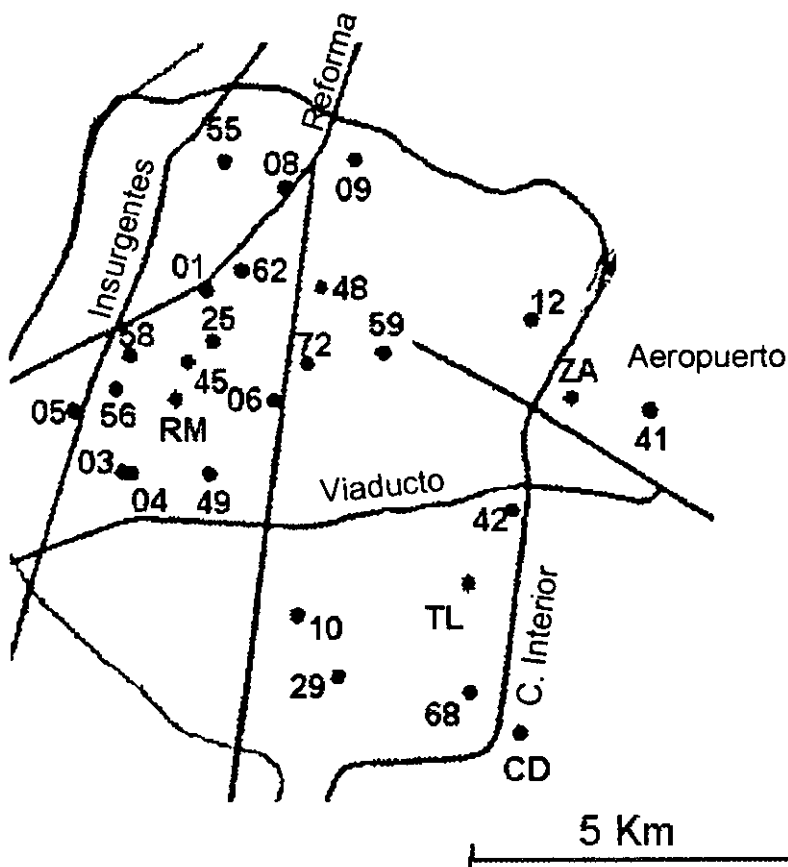 Reforma
55
08
09
Insurgentes
01
62
48
12
25
58
59
72
ZA
Aeropuerto
45
56
05
06
RM
41
03
04
49
Viaducto
42
TL
10
C. Interior
29
68
CD
5 Km